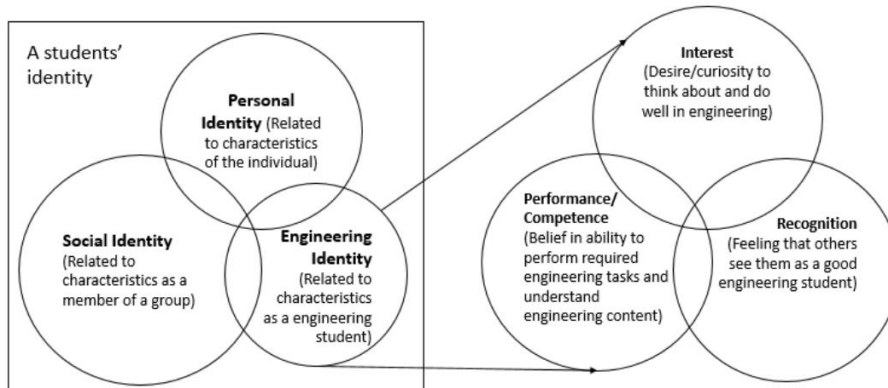 A students'
identity
Personal
Identity (Related
to characteristics
of the individual)
Social Identity
(Related to
characteristics as a
member of a group)
Engineering
Identity
(Related to
characteristics
as a engineering
student)
Interest
(Desire/curiosity to
think about and do
well in engineering)
Performance/
Competence
(Belief in ability to
perform required
engineering tasks and
understand
engineering content)
Recognition
(Feeling that others
see them as a good
engineering student)